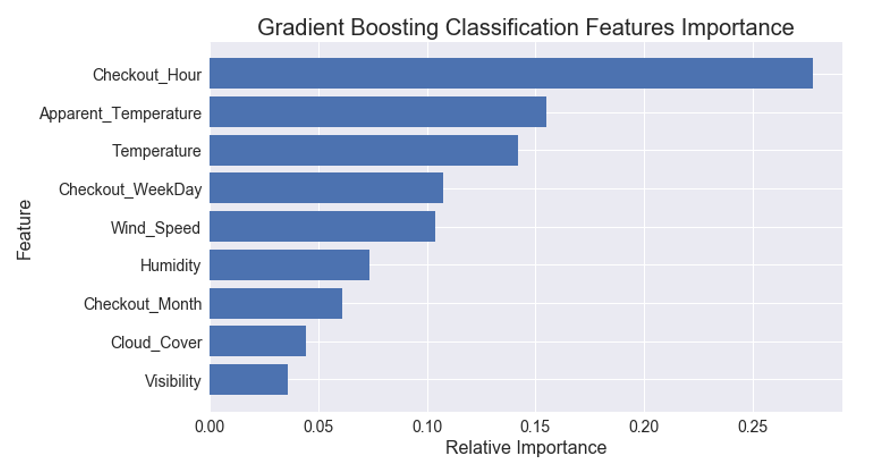 Gradient Boosting Classification Features Importance
Checkout_Hour
Apparent_Temperature
Temperature
Checkout_WeekDay
Wind_Speed
Humidity
Checkout_Month
Cloud_Cover
Visibility
Feature
0.00 0.05 0.10 0.15 0.20 0.25
Relative Importance